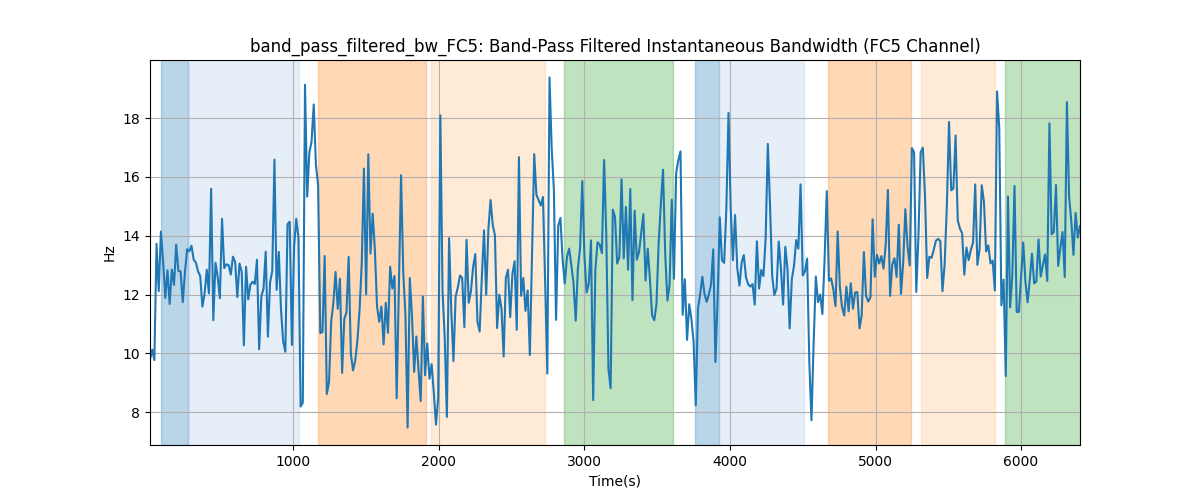 band_pass_filtered_bw_FC5: Band-Pass Filtered Instantaneous Bandwidth (FC5 Channel)
18
16
14
12
10
8
Hz
1000 2000 3000 4000 5000 6000
Time(s)